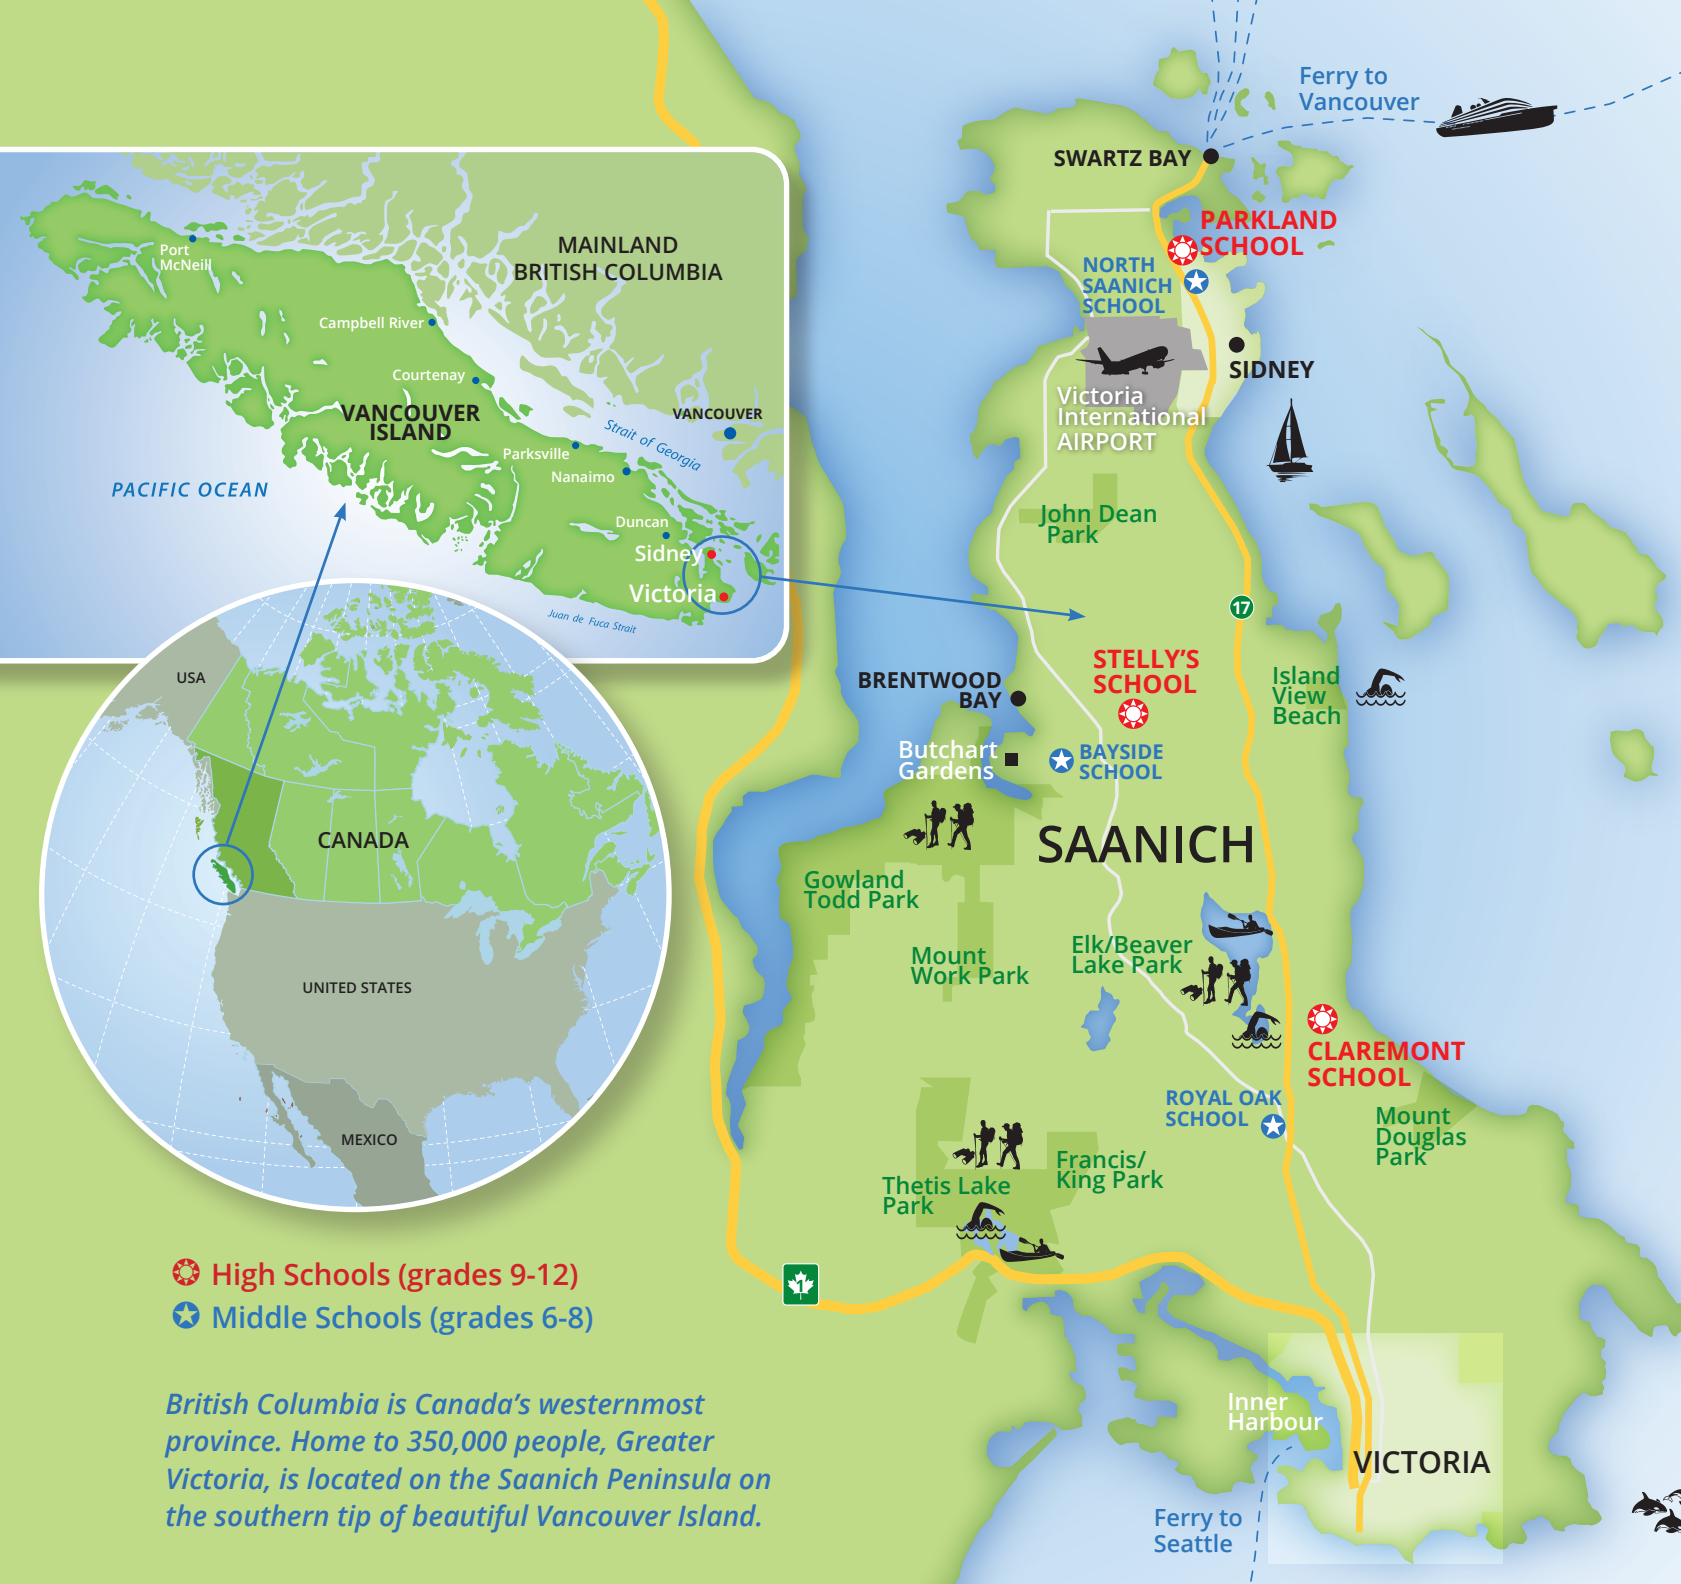 Ferry to
Vancouver
SWARTZ BAY
PARKLAND
SCHOOL
NORTH
SAANICH
SCHOOL
SIDNEY
Victoria
International
AIRPORT
John Dean
Park
17
STELLY'S
SCHOOL
BRENTWOOD
BAY
Island
View
Beach
Butchart
Gardens
BAYSIDE
SCHOOL
SAANICH
Gowland
Todd Park
Mount
Work Park
Elk/Beaver
Lake Park
CLAREMONT
SCHOOL
ROYAL OAK
SCHOOL
Mount
Douglas
Park
Francis/
King Park
Thetis Lake
Park
1
Inner
Harbour
VICTORIA
Ferry to
Seattle
MAINLAND
BRITISH COLUMBIA
Port
McNeill
Campbell River
Courtenay
VANCOUVER
ISLAND
VANCOUVER
Strait of Georgia
Parksville
Nanaimo
PACIFIC OCEAN
Duncan
Sidney
Victoria
Juan de Fuca Strait
USA
CANADA
UNITED STATES
MEXICO
High Schools (grades 9-12)
Middle Schools (grades 6-8)
British Columbia is Canada's westernmost
province. Home to 350,000 people, Greater
Victoria, is located on the Saanich Peninsula on
the southern tip of beautiful Vancouver Island.